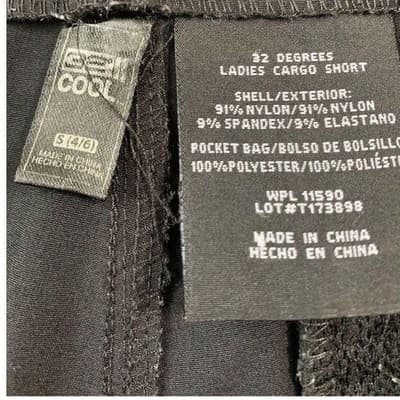 32
COOL
S (4/6)
MADE IN CHINA
HECHO EN CHINA
32 DEGREES
LADIES CARGO SHORT
SHELL/EXTERIOR:
91% NYLON/91% NYLON
9% SPANDEX/9% ELASTANO
POCKET BAG/BOLSO DE BOLSILLO
100%POLYESTER/100%POLIÉST
WPL 11590
LOT#T173898
MADE IN CHINA
HECHO EN CHINA